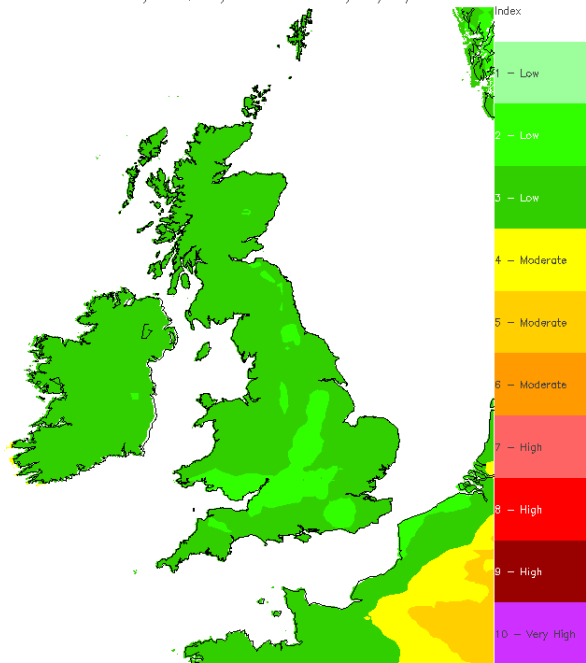 Index
1 - Low
2 - Low
3 - Low
4 - Moderate
5 - Moderate
6 - Moderate
7 - High
8 - High
9 - High
10 - Very High